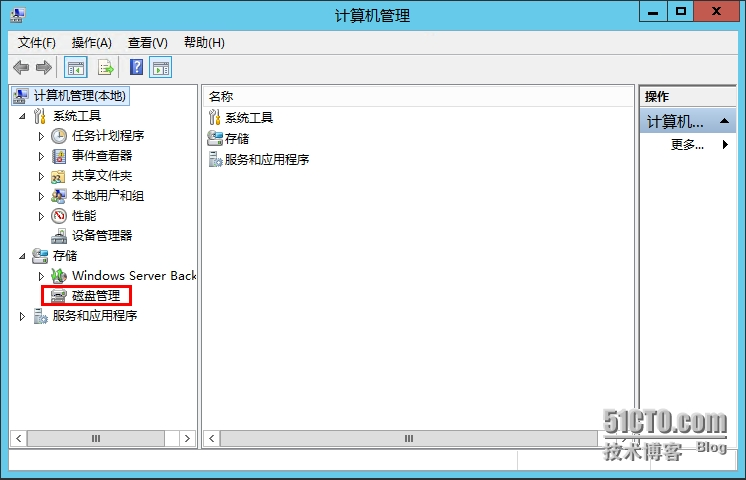 计算机管理
文件(F) 操作(A) 查看(V) 帮助(H)
计算机管理(本地)
系统工具
任务计划程序
事件查看器
共享文件夹
本地用户和组
性能
设备管理器
存储
Windows Server Back
磁盘管理
服务和应用程序
名称
系统工具
存储
服务和应用程序
操作
计算机...
更多...
51CTO.com
技术博客 Blog